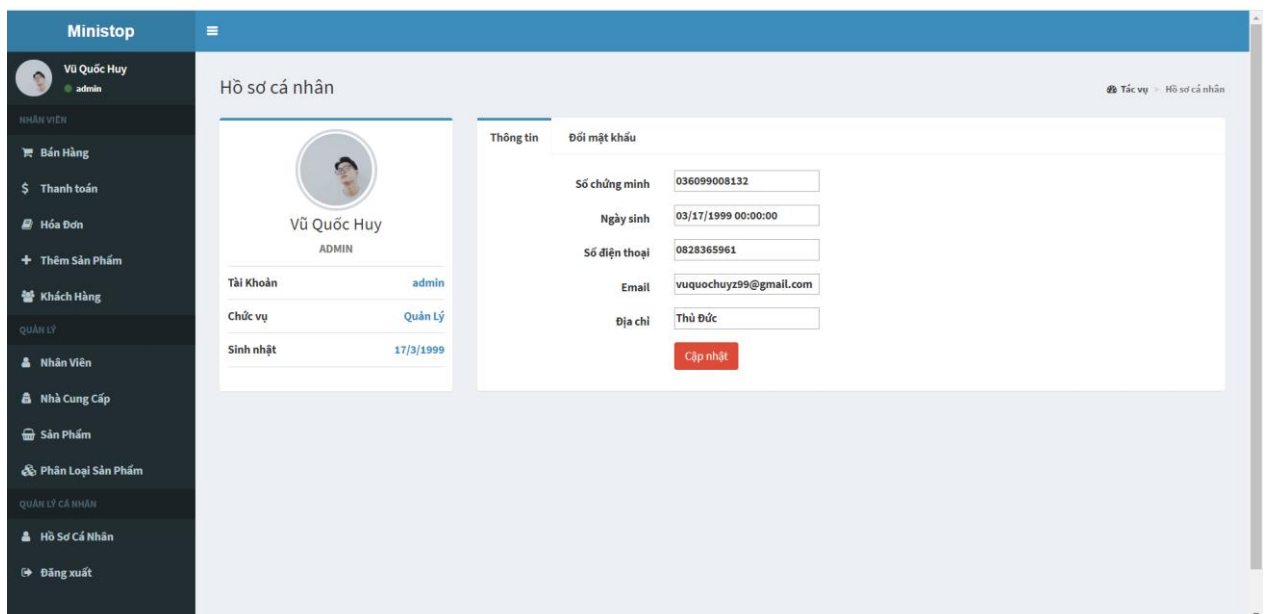 Ministop
Vũ Quốc Huy
admin
NHÂN VIÊN
Bán Hàng
$ Thanh toán
Hóa Đơn
Thêm Sản Phẩm
Khách Hàng
QUẢN LÝ
Nhân Viên
Nhà Cung Cấp
Sản Phẩm
Phân Loại Sản Phẩm
QUẢN LÝ CÁ NHÂN
Hồ Sơ Cá Nhân
Đăng xuất
Hồ sơ cá nhân
Tác vụ > Hồ sơ cá nhân
Vũ Quốc Huy
ADMIN
Tài Khoản admin
Chức vụ Quản Lý
Sinh nhật 17/3/1999
Thông tin Đổi mật khẩu
Số chứng minh 036099008132
Ngày sinh 03/17/1999 00:00:00
Số điện thoại 0828365961
Email vuquochuyz99@gmail.com
Địa chỉ Thủ Đức
Cập nhật